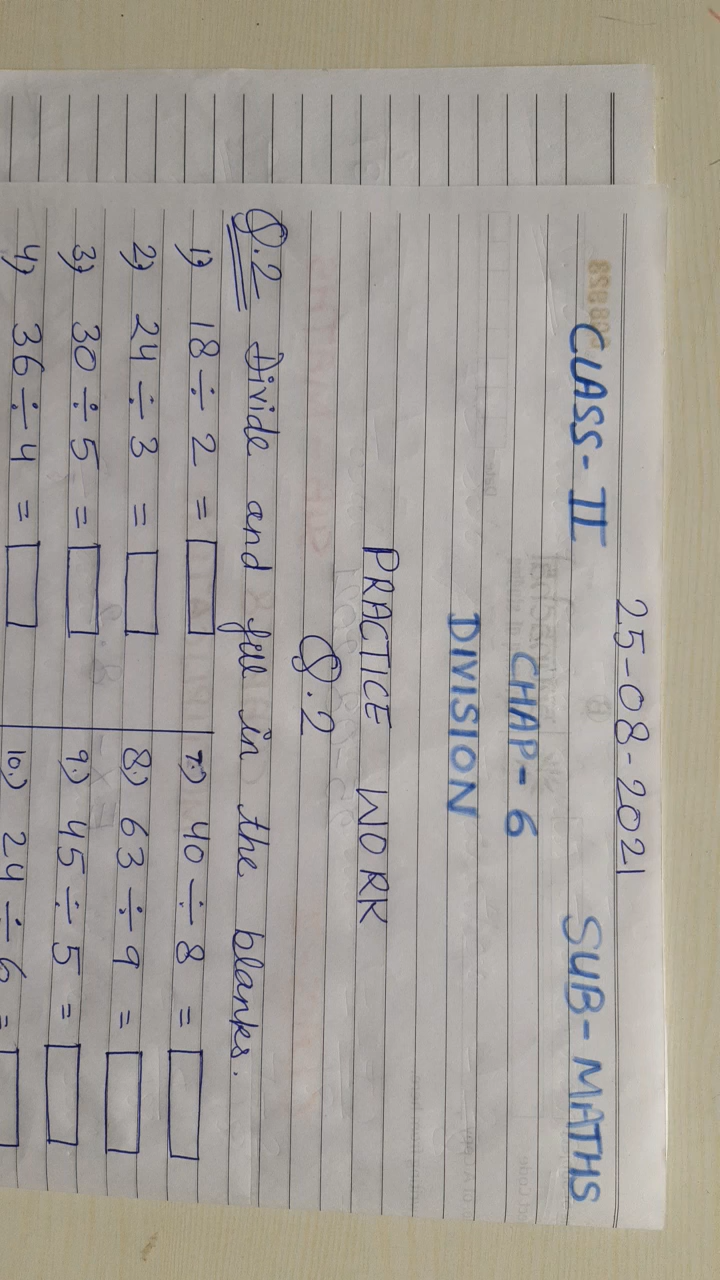 25-08-2021
CLASS-II SUB-MATHS
CHAP-6
DIVISION
PRACTICE WORK
Q.2
Q.2 Divide and fill in the blanks.
1) 18 ÷ 2 = 7.) 40 ÷ 8 =
2) 24 ÷ 3 = 8.) 63 ÷ 9 =
3) 30 ÷ 5 = 9.) 45 ÷ 5 =
4) 36 ÷ 4 = 10.) 24 ÷ 6 =